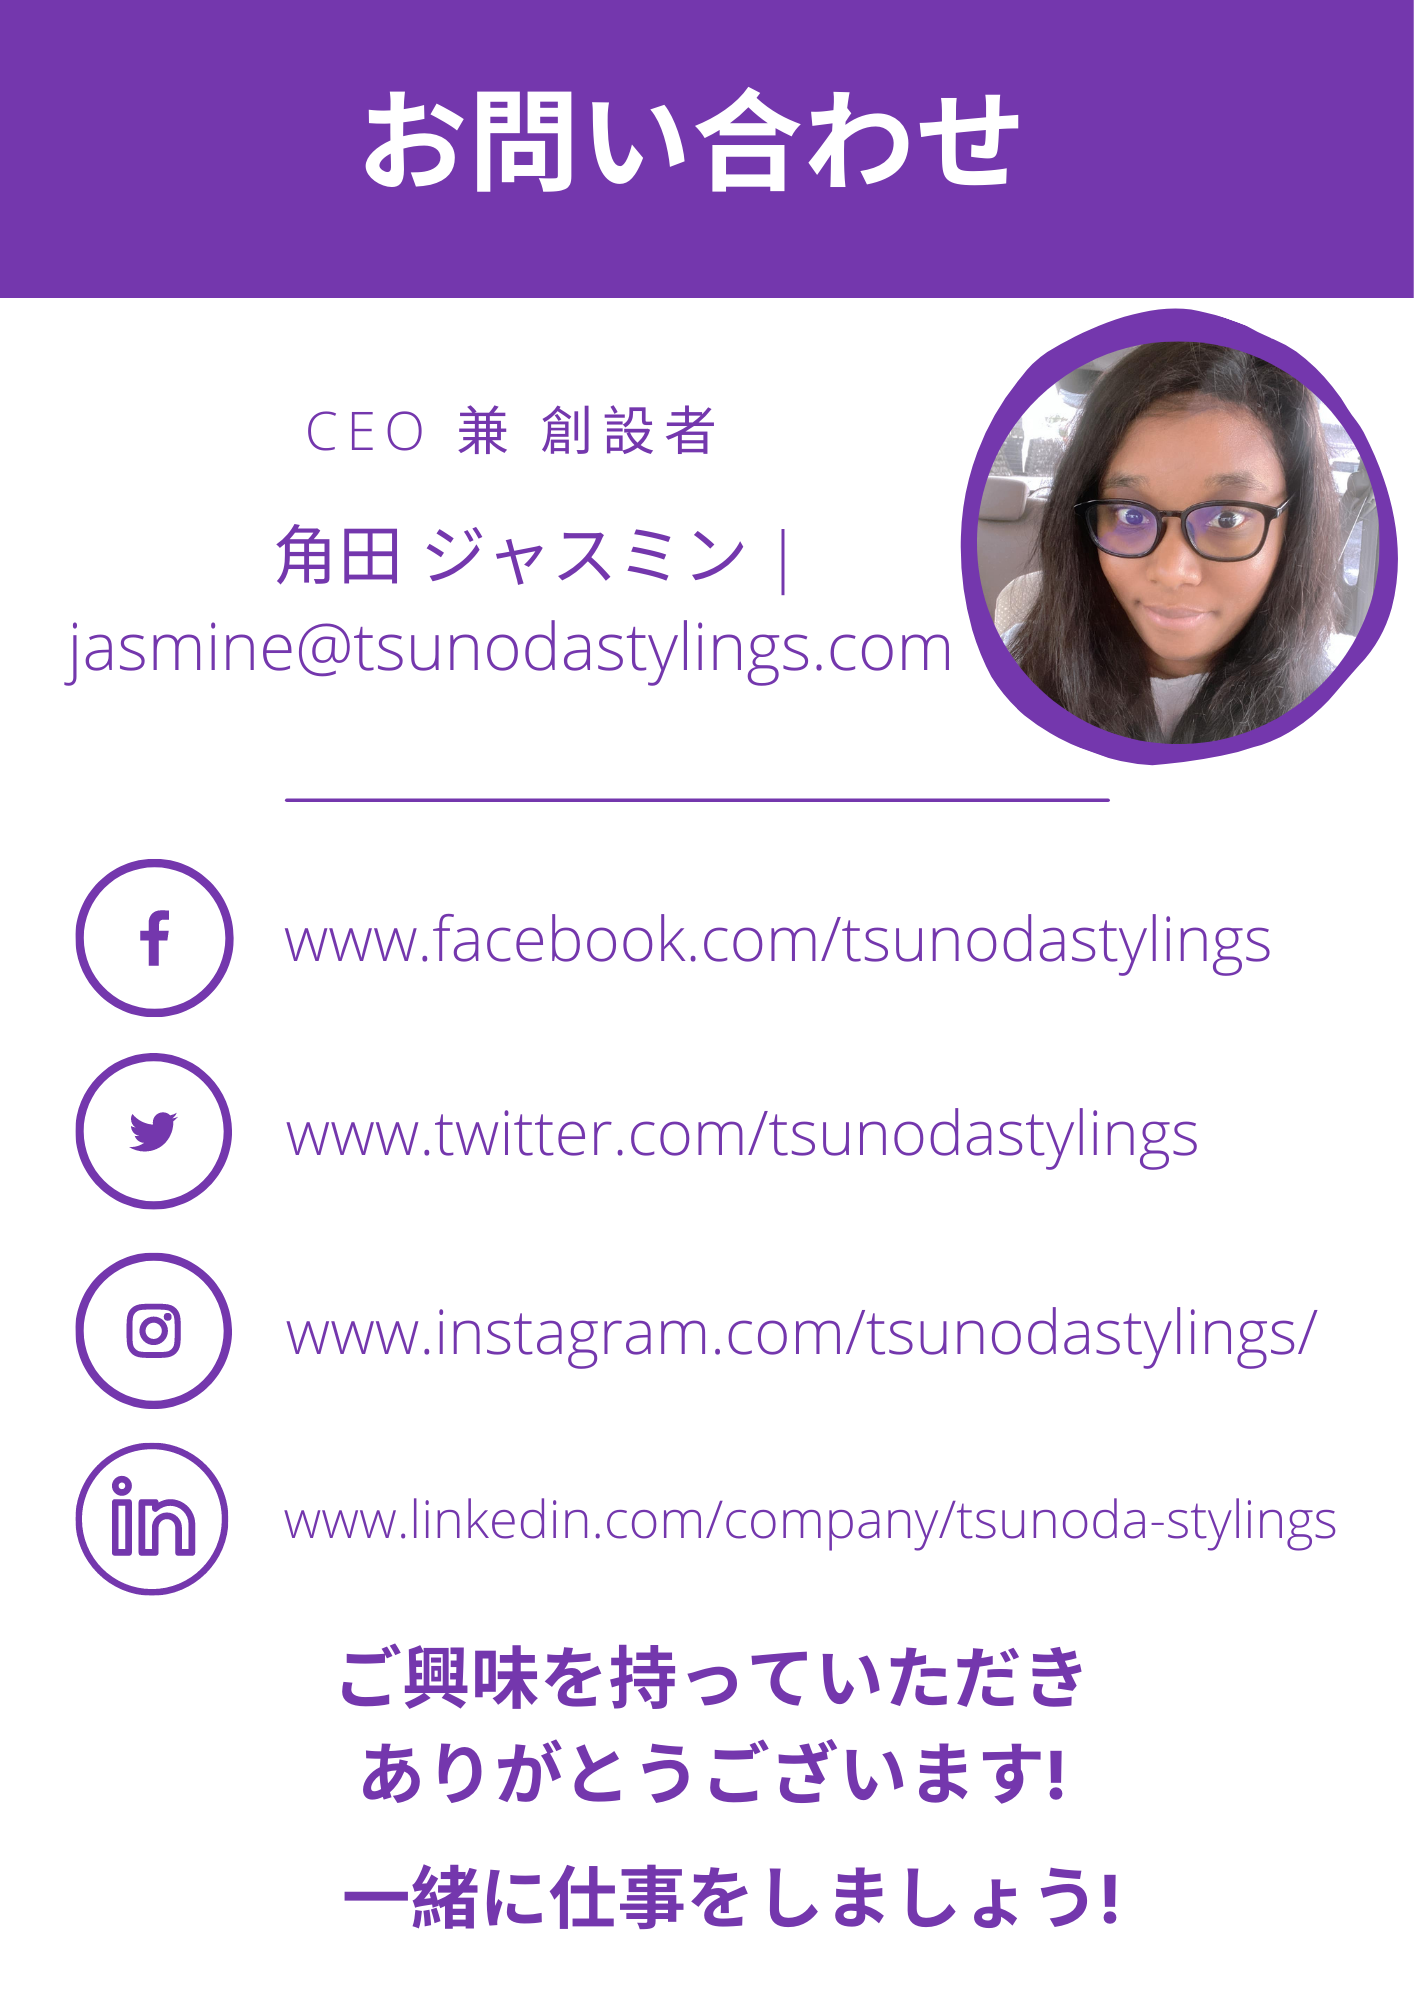 お問い合わせ
CEO 兼 創設者
角田 ジャスミン |
jasmine@tsunodastylings.com
www.facebook.com/tsunodastylings
www.twitter.com/tsunodastylings
www.instagram.com/tsunodastylings/
in
www.linkedin.com/company/tsunoda-stylings
ご興味を持っていただき
ありがとうございます!
一緒に仕事をしましょう!